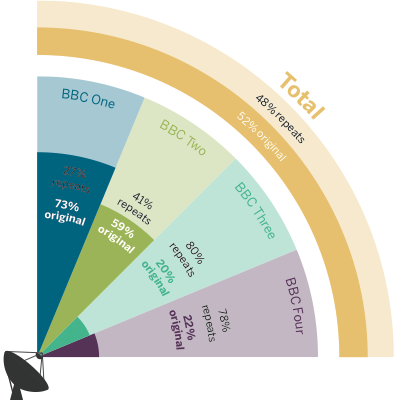 Total
48% repeats
52% original
BBC One
27%
repeats
73%
original
BBC Two
41%
repeats
59%
original
BBC Three
80%
repeats
20%
original
BBC Four
78%
repeats
22%
original